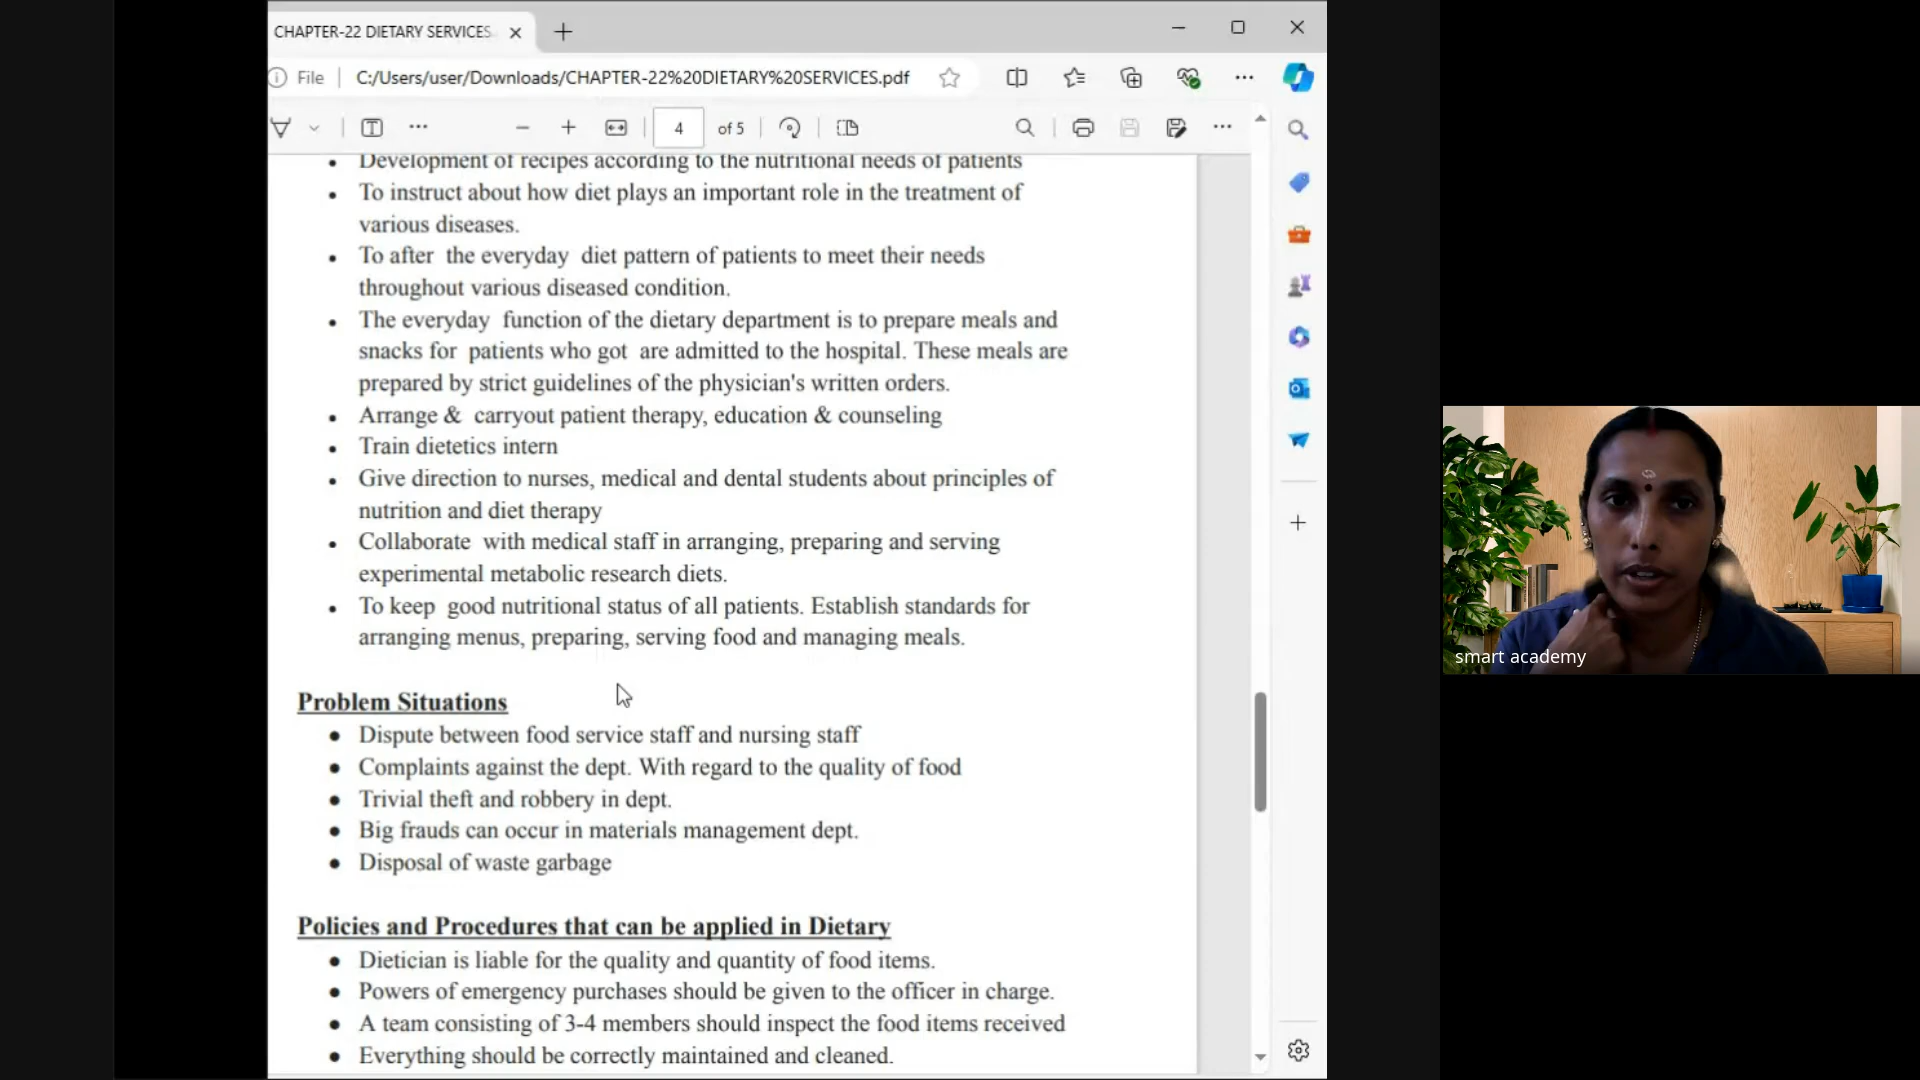 CHAPTER-22 DIETARY SERVICES
File
C:/Users/user/Downloads/CHAPTER-22%20DIETARY%20SERVICES.pdf
4 of 5
Development of recipes according to the nutritional needs of patients
To instruct about how diet plays an important role in the treatment of
various diseases.
To after the everyday diet pattern of patients to meet their needs
throughout various diseased condition.
The everyday function of the dietary department is to prepare meals and
snacks for patients who got are admitted to the hospital. These meals are
prepared by strict guidelines of the physician's written orders.
Arrange & carryout patient therapy, education & counseling
Train dietetics intern
Give direction to nurses, medical and dental students about principles of
nutrition and diet therapy
Collaborate with medical staff in arranging, preparing and serving
experimental metabolic research diets.
To keep good nutritional status of all patients. Establish standards for
arranging menus, preparing, serving food and managing meals.
Problem Situations
Dispute between food service staff and nursing staff
Complaints against the dept. With regard to the quality of food
Trivial theft and robbery in dept.
Big frauds can occur in materials management dept.
Disposal of waste garbage
Policies and Procedures that can be applied in Dietary
Dietician is liable for the quality and quantity of food items.
Powers of emergency purchases should be given to the officer in charge.
A team consisting of 3-4 members should inspect the food items received
Everything should be correctly maintained and cleaned.
smart academy